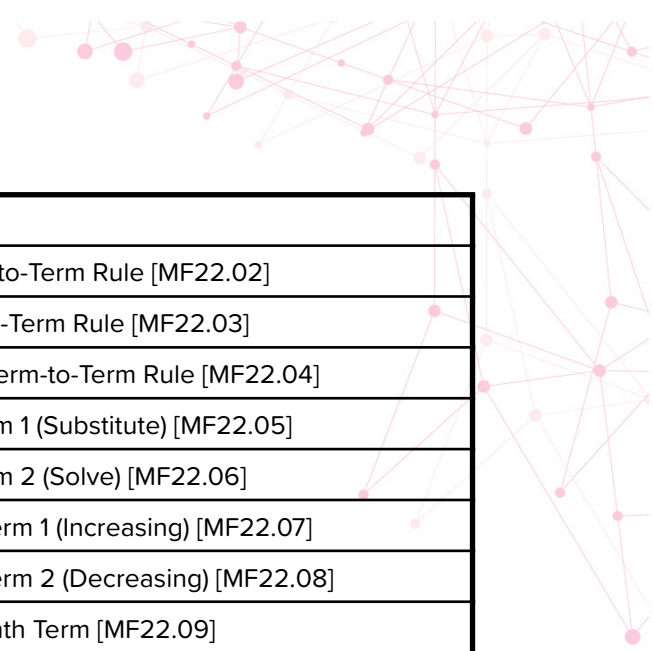 to-Term Rule [MF22.02]
-Term Rule [MF22.03]
erm-to-Term Rule [MF22.04]
m 1 (Substitute) [MF22.05]
m 2 (Solve) [MF22.06]
erm 1 (Increasing) [MF22.07]
erm 2 (Decreasing) [MF22.08]
nth Term [MF22.09]